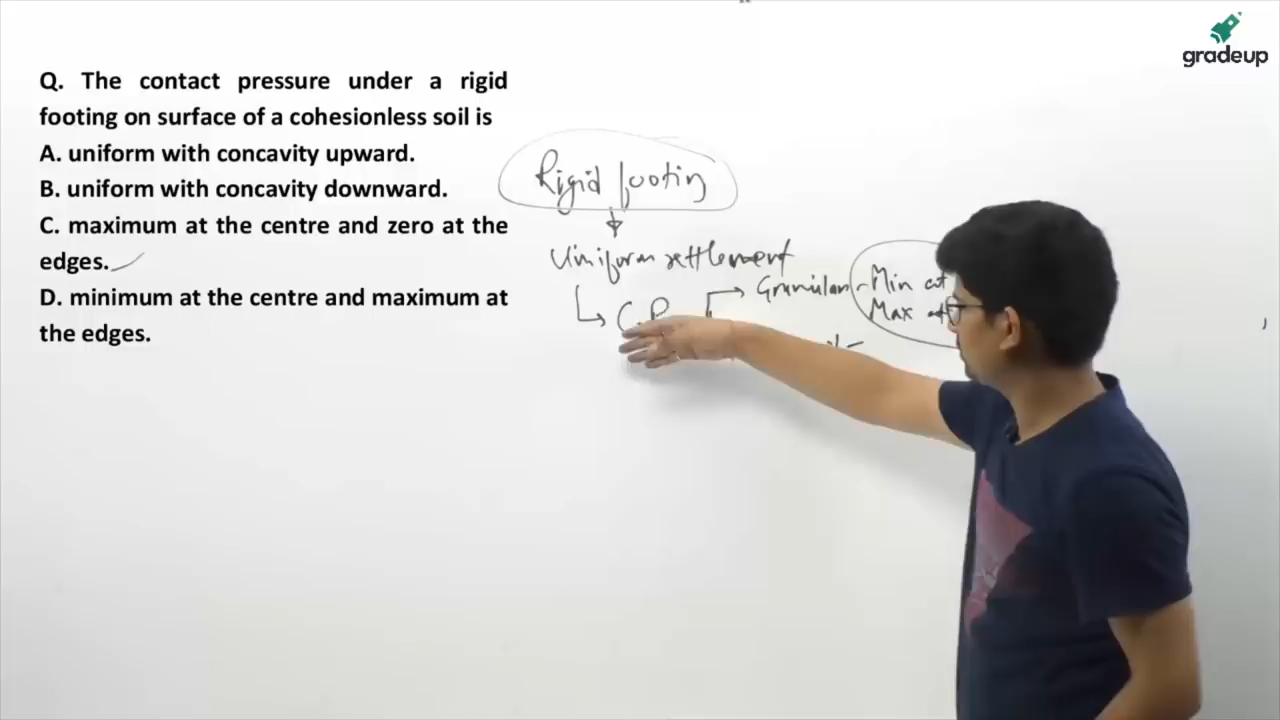 gradeup
Q. The contact pressure under a rigid
footing on surface of a cohesionless soil is
A. uniform with concavity upward.
B. uniform with concavity downward.
C. maximum at the centre and zero at the
edges.
D. minimum at the centre and maximum at
the edges.
Rigid footing
Uniform settlement
C.P
Granular - Min at
Max at